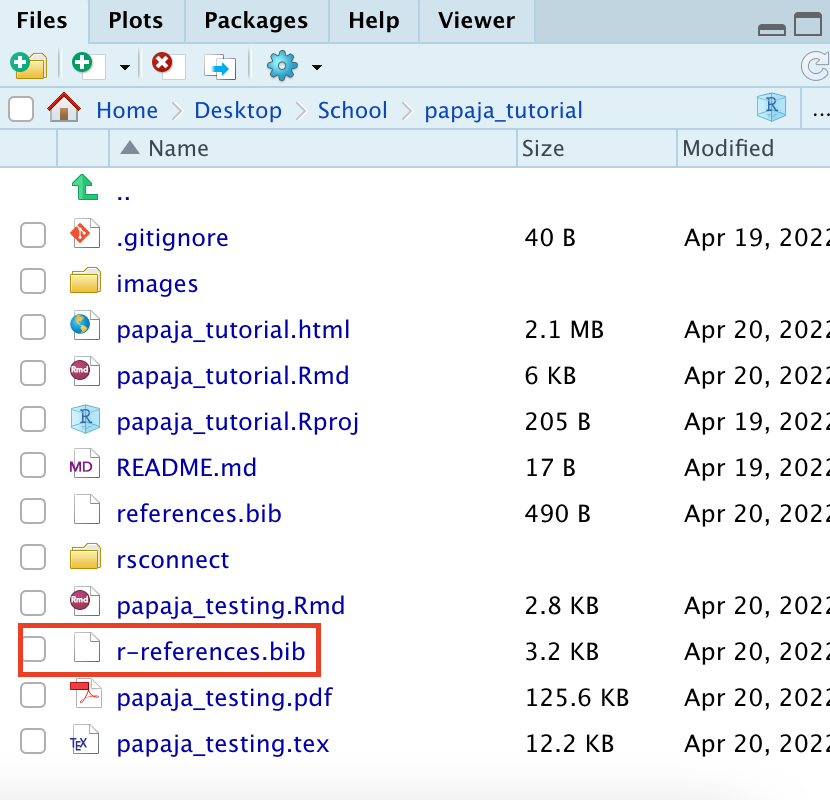 Files Plots Packages Help Viewer
R ...
Home Desktop School papaja_tutorial
Name Size Modified
..
.gitignore 40 B Apr 19, 2022
images
papaja_tutorial.html 2.1 MB Apr 20, 2022
Rmd papaja_tutorial.Rmd 6 KB Apr 20, 2022
R papaja_tutorial.Rproj 205 B Apr 19, 2022
MD README.md 17 B Apr 19, 2022
references.bib 490 B Apr 20, 2022
rsconnect
Rmd papaja_testing.Rmd 2.8 KB Apr 20, 2022
r-references.bib 3.2 KB Apr 20, 2022
papaja_testing.pdf 125.6 KB Apr 20, 2022
TEX papaja_testing.tex 12.2 KB Apr 20, 2022